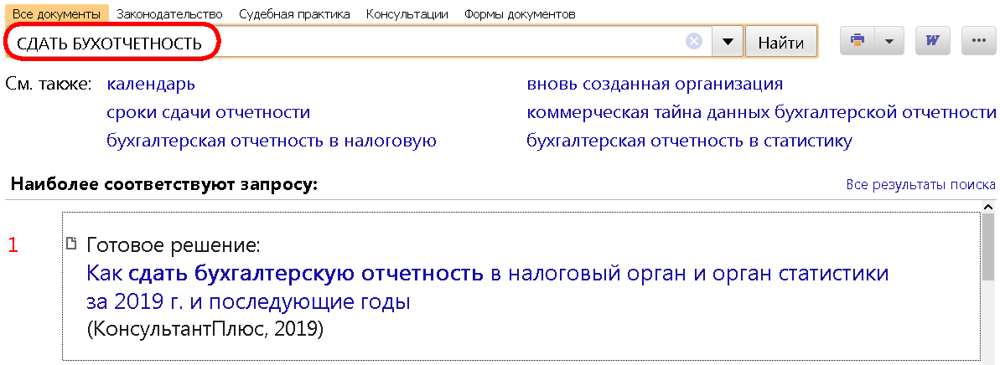 Все документы Законодательство Судебная практика Консультации Формы документов
СДАТЬ БУХОТЧЕТНОСТЬ Найти W
См. также: календарь вновь созданная организация
сроки сдачи отчетности коммерческая тайна данных бухгалтерской отчетности
бухгалтерская отчетность в налоговую бухгалтерская отчетность в статистику
Наиболее соответствуют запросу: Все результаты поиска
1 Готовое решение:
Как сдать бухгалтерскую отчетность в налоговый орган и орган статистики
за 2019 г. и последующие годы
(КонсультантПлюс, 2019)